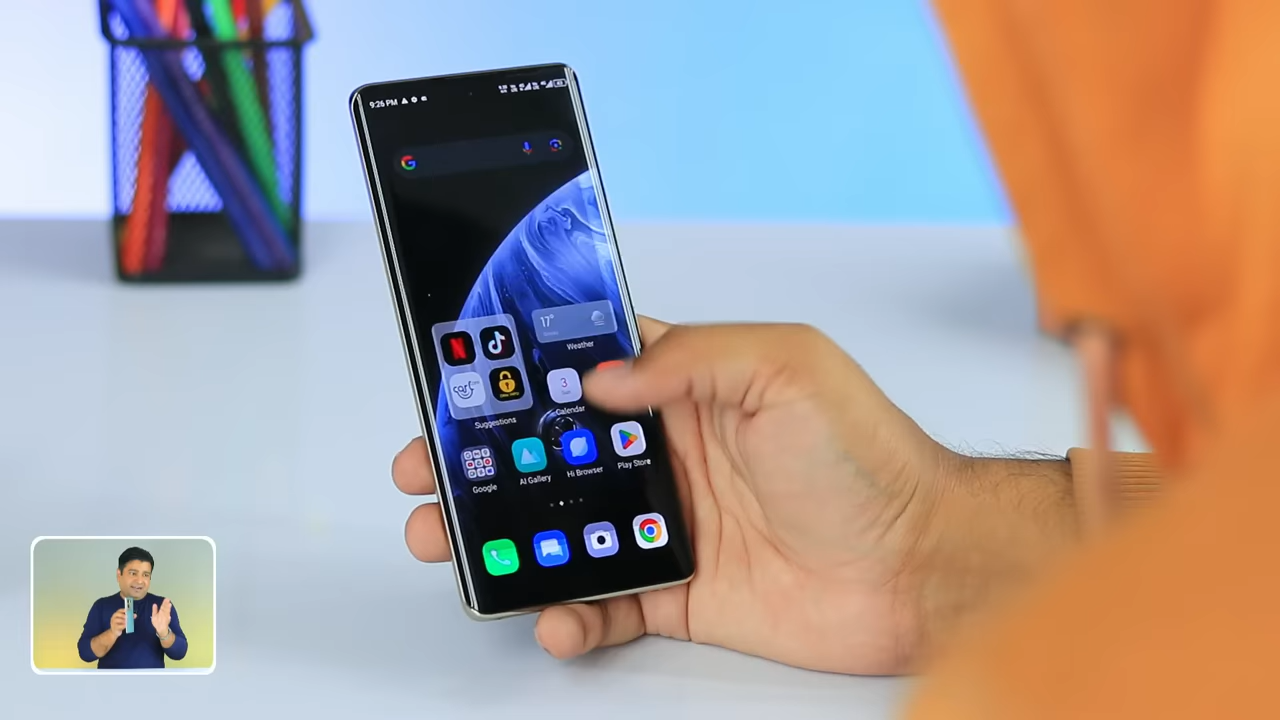 9:26 PM
17°
Weather
3
Calendar
Suggestions
Google
AI Gallery
Hi Browser
Play Store